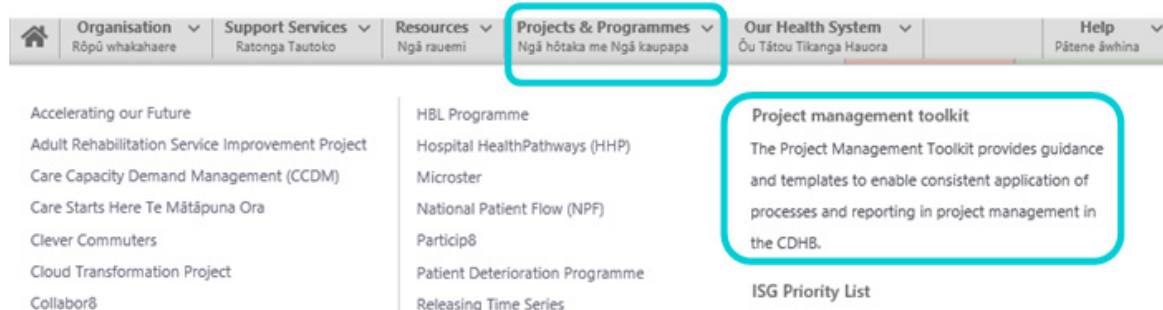 Organisation
Rōpū whakahaere
Support Services
Ratonga Tautoko
Resources
Ngā rauemi
Projects & Programmes
Ngā hōtaka me Ngā kaupapa
Our Health System
Ōu Tātou Tikanga Hauora
Help
Pātene āwhina
Accelerating our Future
Adult Rehabilitation Service Improvement Project
Care Capacity Demand Management (CCDM)
Care Starts Here Te Mātāpuna Ora
Clever Commuters
Cloud Transformation Project
Collabor8
HBL Programme
Hospital HealthPathways (HHP)
Microster
National Patient Flow (NPF)
Particip8
Patient Deterioration Programme
Releasing Time Series
Project management toolkit
The Project Management Toolkit provides guidance
and templates to enable consistent application of
processes and reporting in project management in
the CDHB.
ISG Priority List